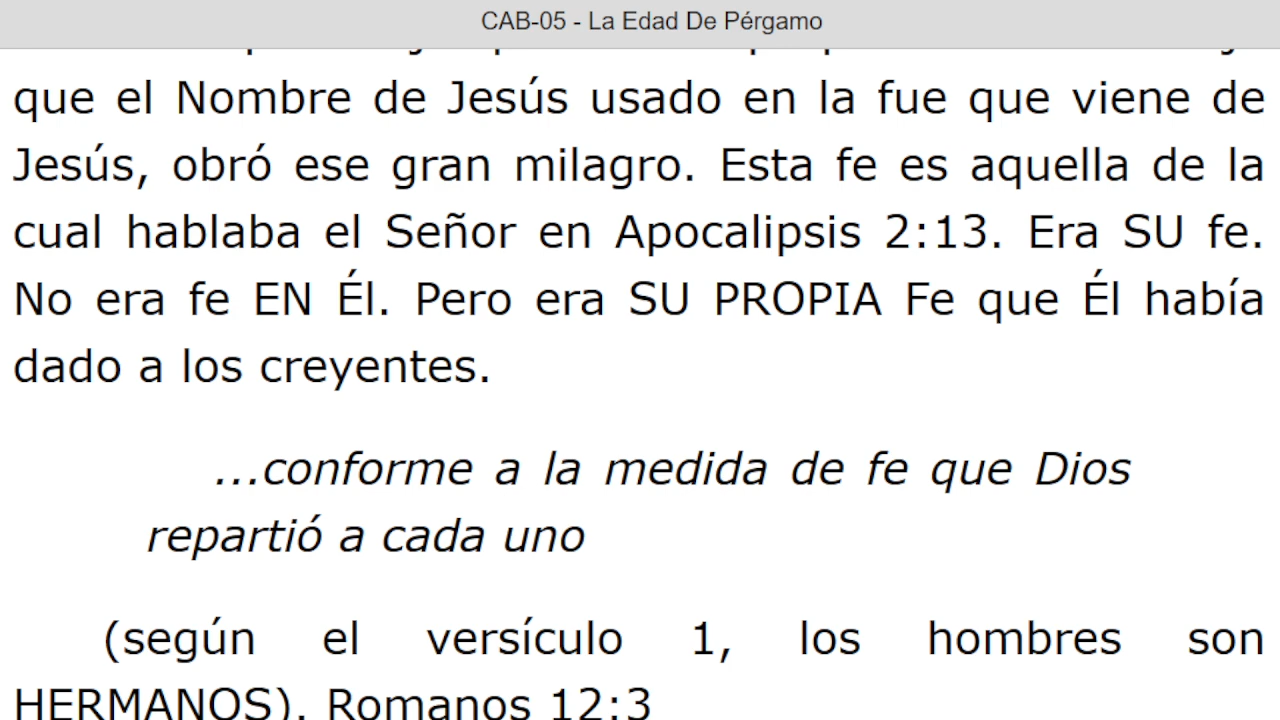 CAB-05 - La Edad De Pérgamo
que el Nombre de Jesús usado en la fue que viene de
Jesús, obró ese gran milagro. Esta fe es aquella de la
cual hablaba el Señor en Apocalipsis 2:13. Era SU fe.
No era fe EN Él. Pero era SU PROPIA Fe que Él había
dado a los creyentes.
...conforme a la medida de fe que Dios
repartió a cada uno
(según el versículo 1, los hombres son
HERMANOS). Romanos 12:3